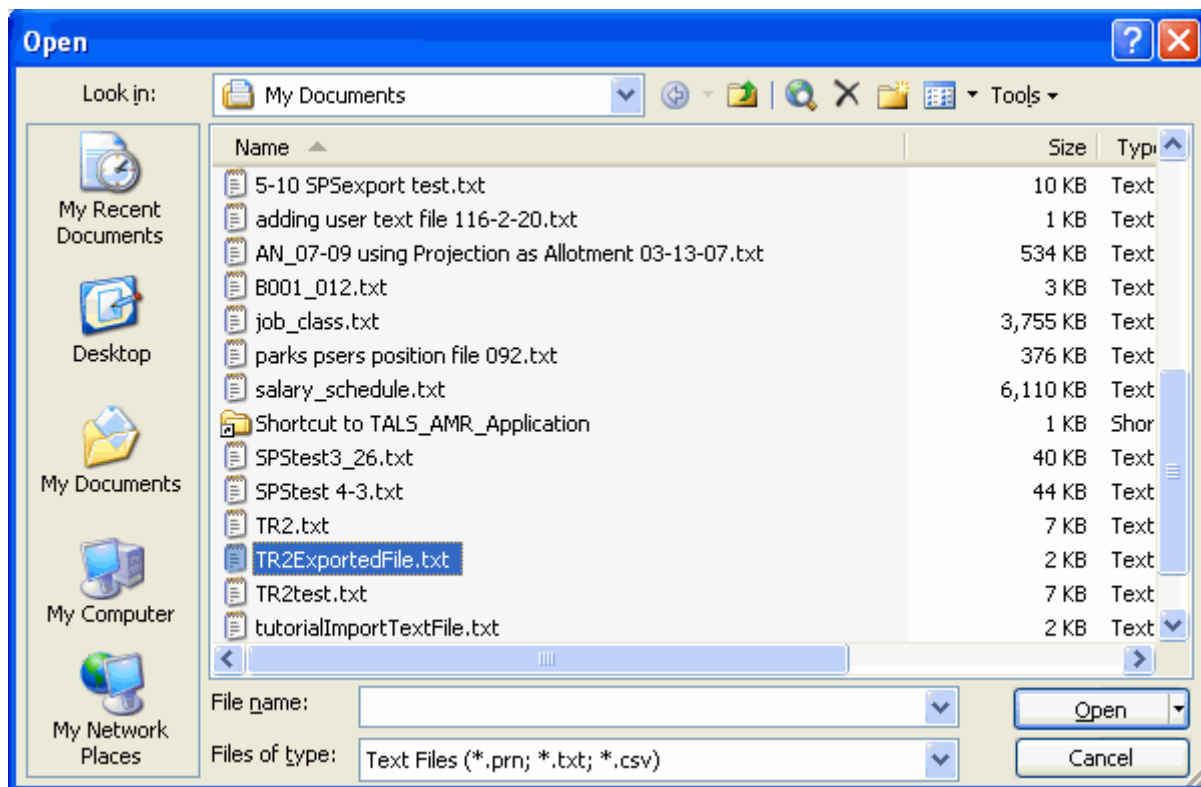 Open
Look in: My Documents Tools
Name Size Type
5-10 SPSexport test.txt 10 KB Text
adding user text file 116-2-20.txt 1 KB Text
AN_07-09 using Projection as Allotment 03-13-07.txt 534 KB Text
B001_012.txt 3 KB Text
job_class.txt 3,755 KB Text
parks psers position file 092.txt 376 KB Text
salary_schedule.txt 6,110 KB Text
Shortcut to TALS_AMR_Application 1 KB Shor
SPStest3_26.txt 40 KB Text
SPStest 4-3.txt 44 KB Text
TR2.txt 7 KB Text
TR2ExportedFile.txt 2 KB Text
TR2test.txt 7 KB Text
tutorialImportTextFile.txt 2 KB Text
My Recent
Documents
Desktop
My Documents
My Computer
My Network
Places
File name: Open
Files of type: Text Files (*.prn; *.txt; *.csv) Cancel